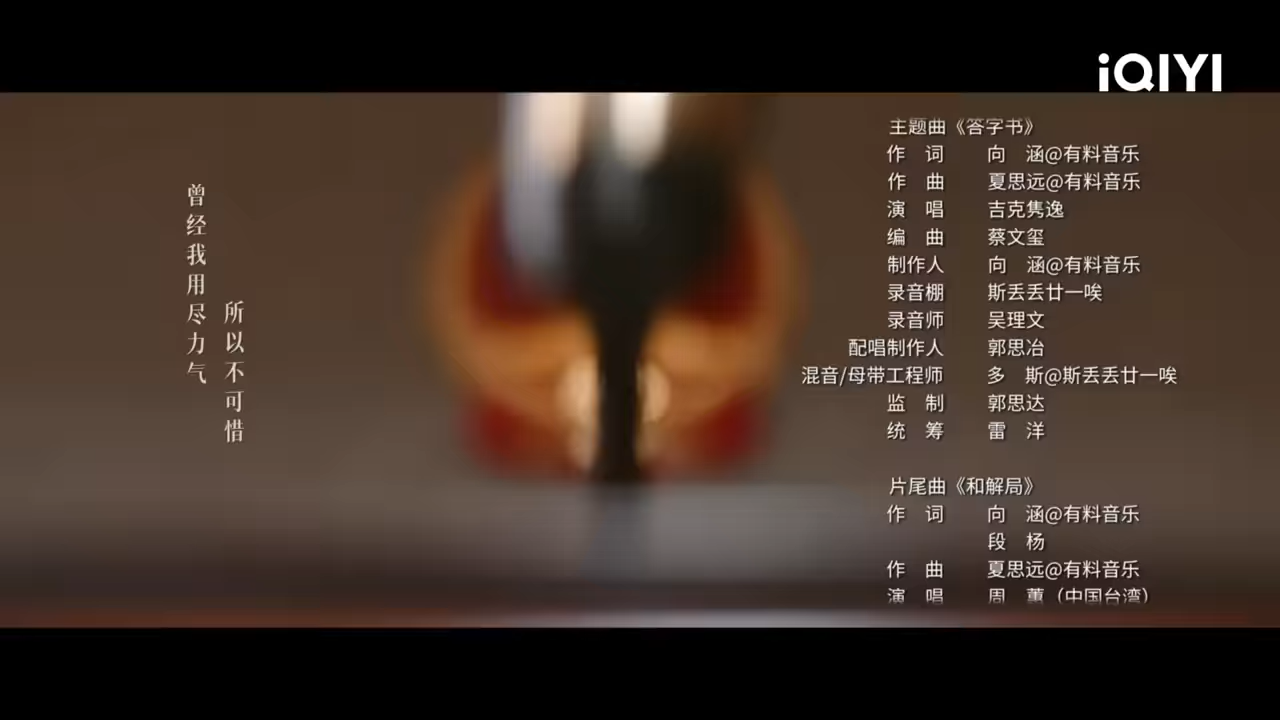 iQIYI
曾经我用尽力气
所以不可惜
主题曲《答字书》
作 词 向 涵@有料音乐
作 曲 夏思远@有料音乐
演 唱 吉克隽逸
编 曲 蔡文玺
制作人 向 涵@有料音乐
录音棚 斯丢丢廿一唉
录音师 吴理文
配唱制作人 郭思冶
混音/母带工程师 多 斯@斯丢丢廿一唉
监 制 郭思达
统 筹 雷 洋
片尾曲《和解局》
作 词 向 涵@有料音乐
段 杨
作 曲 夏思远@有料音乐
演 唱 周 蕙（中国台湾）